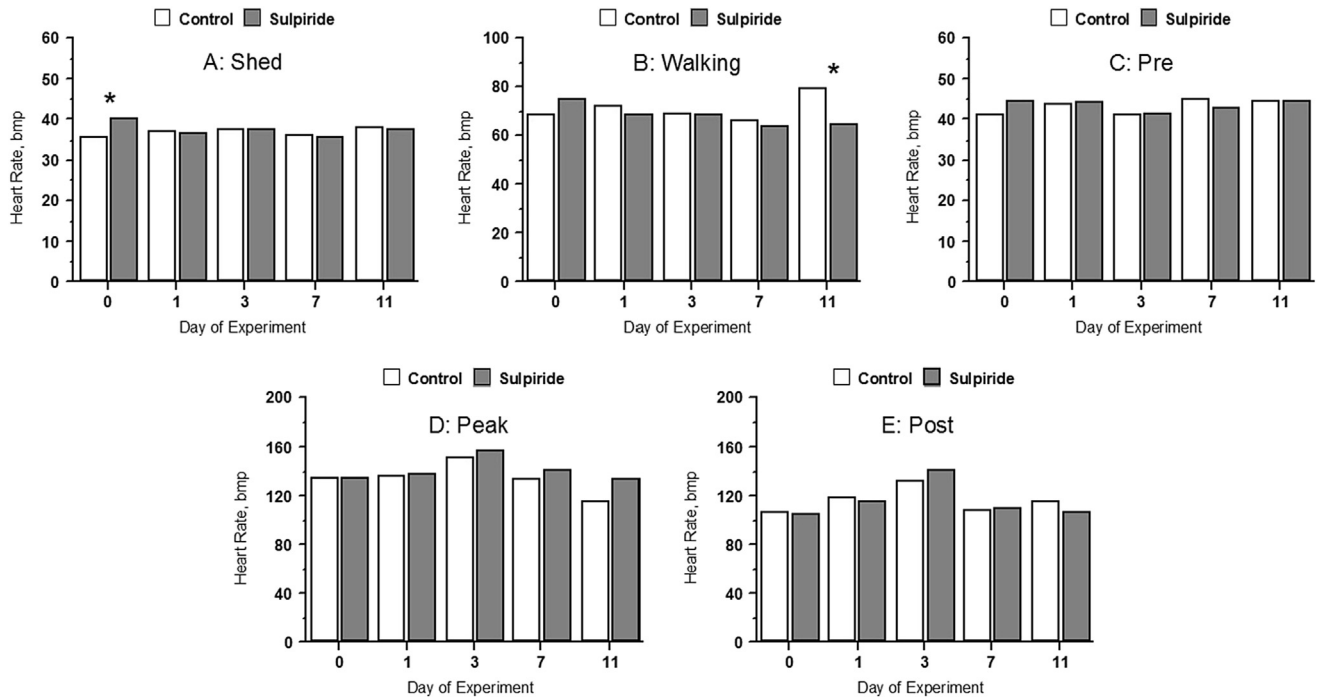 Control Sulpiride
A: Shed
*
Heart Rate, bmp
60
50
40
30
20
10
0
0 1 3 7 11
Day of Experiment
Control Sulpiride
B: Walking
*
Heart Rate, bmp
100
80
60
40
20
0
0 1 3 7 11
Day of Experiment
Control Sulpiride
C: Pre
Heart Rate, bmp
60
50
40
30
20
10
0
0 1 3 7 11
Day of Experiment
Control Sulpiride
D: Peak
Heart Rate, bmp
200
160
120
80
40
0
0 1 3 7 11
Day of Experiment
Control Sulpiride
E: Post
Heart Rate, bmp
200
160
120
80
40
0
0 1 3 7 11
Day of Experiment